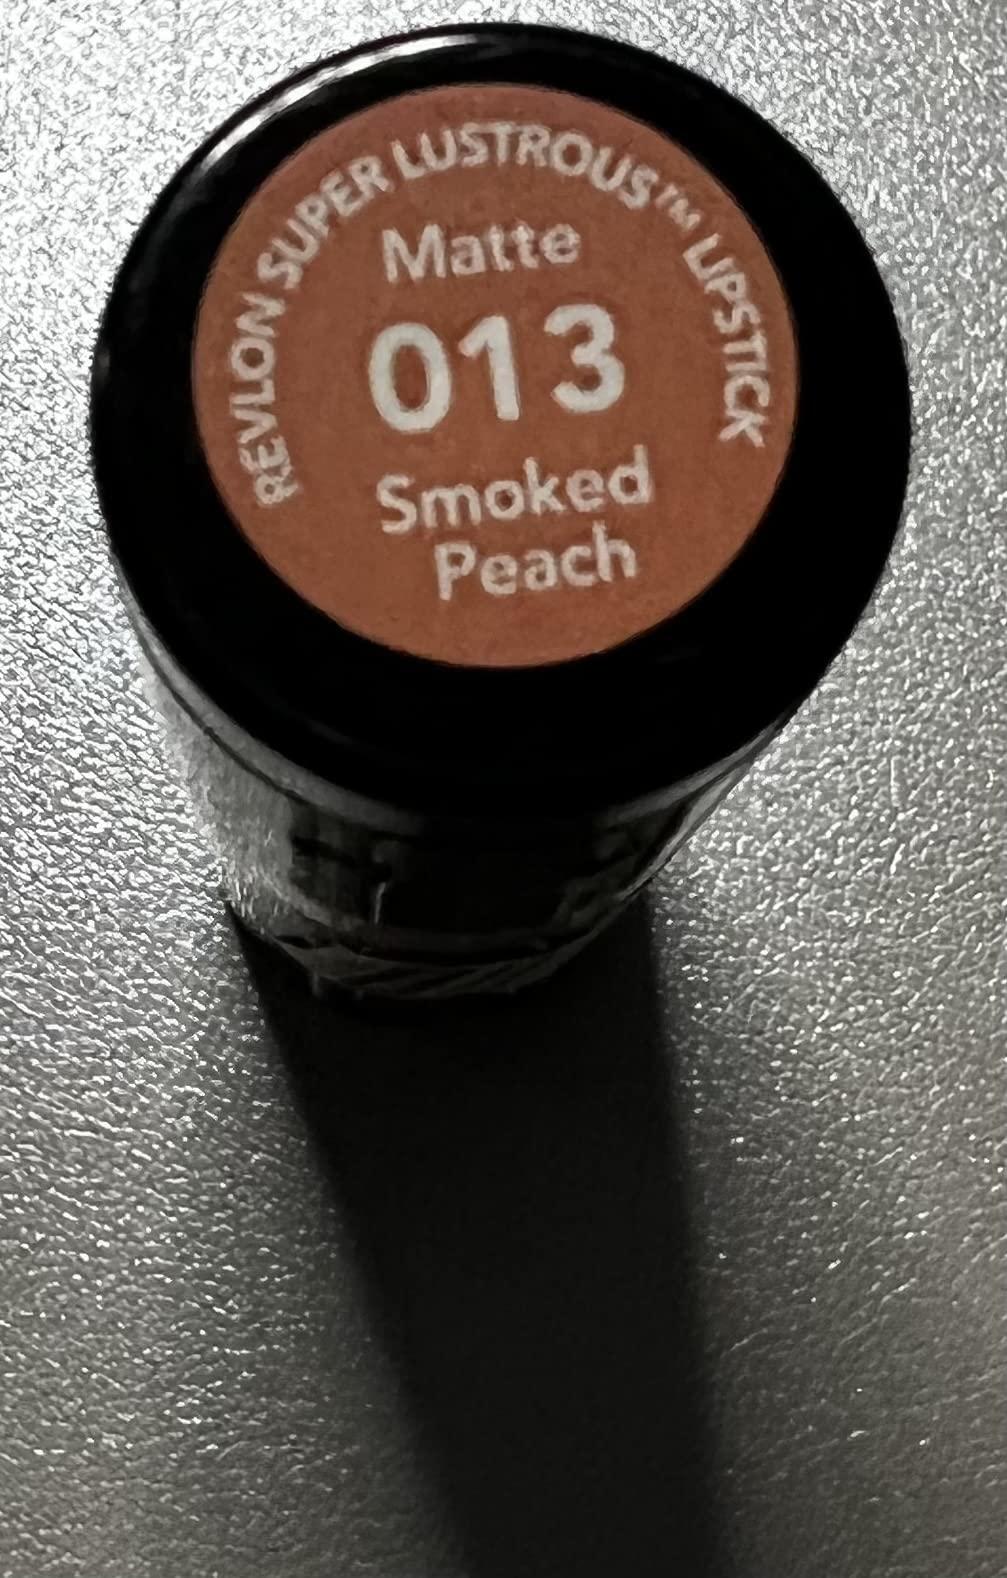 REVLON SUPER LUSTROUS™ LIPSTICK
Matte
013
Smoked
Peach